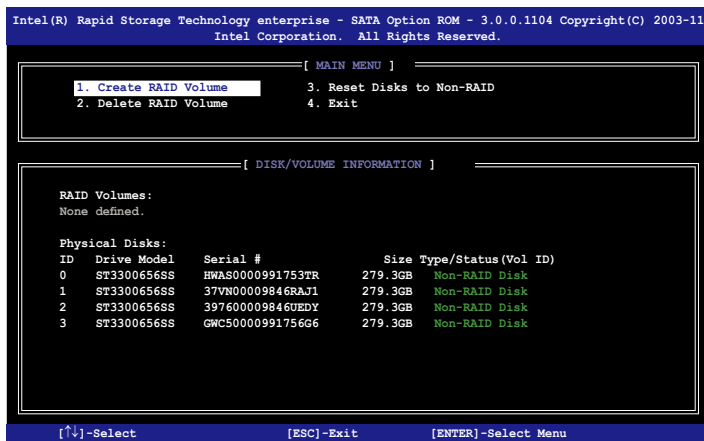 Intel(R) Rapid Storage Technology enterprise - SATA Option ROM - 3.0.0.1104 Copyright(C) 2003-11
Intel Corporation. All Rights Reserved.
[ MAIN MENU ]
1. Create RAID Volume 3. Reset Disks to Non-RAID
2. Delete RAID Volume 4. Exit
[ DISK/VOLUME INFORMATION ]
RAID Volumes:
None defined.
Physical Disks:
ID Drive Model Serial # Size Type/Status(Vol ID)
0 ST3300656SS HWAS0000991753TR 279.3GB Non-RAID Disk
1 ST3300656SS 37VN00009846RAJ1 279.3GB Non-RAID Disk
2 ST3300656SS 397600009846UEDY 279.3GB Non-RAID Disk
3 ST3300656SS GWC50000991756G6 279.3GB Non-RAID Disk
[↑↓]-Select [ESC]-Exit [ENTER]-Select Menu